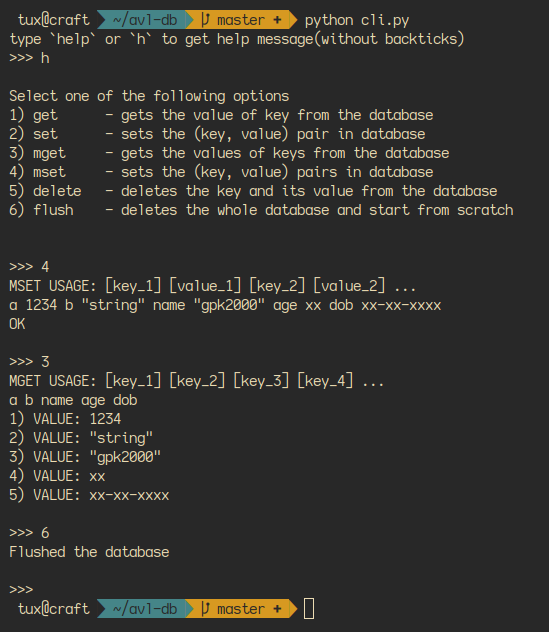 tux@craft ~/avl-db master + python cli.py
type `help` or `h` to get help message(without backticks)
>>> h
Select one of the following options
1) get - gets the value of key from the database
2) set - sets the (key, value) pair in database
3) mget - gets the values of keys from the database
4) mset - sets the (key, value) pairs in database
5) delete - deletes the key and its value from the database
6) flush - deletes the whole database and start from scratch
>>> 4
MSET USAGE: [key_1] [value_1] [key_2] [value_2] ...
a 1234 b "string" name "gpk2000" age xx dob xx-xx-xxxx
OK
>>> 3
MGET USAGE: [key_1] [key_2] [key_3] [key_4] ...
a b name age dob
1) VALUE: 1234
2) VALUE: "string"
3) VALUE: "gpk2000"
4) VALUE: xx
5) VALUE: xx-xx-xxxx
>>> 6
Flushed the database
>>>
tux@craft ~/avl-db master +